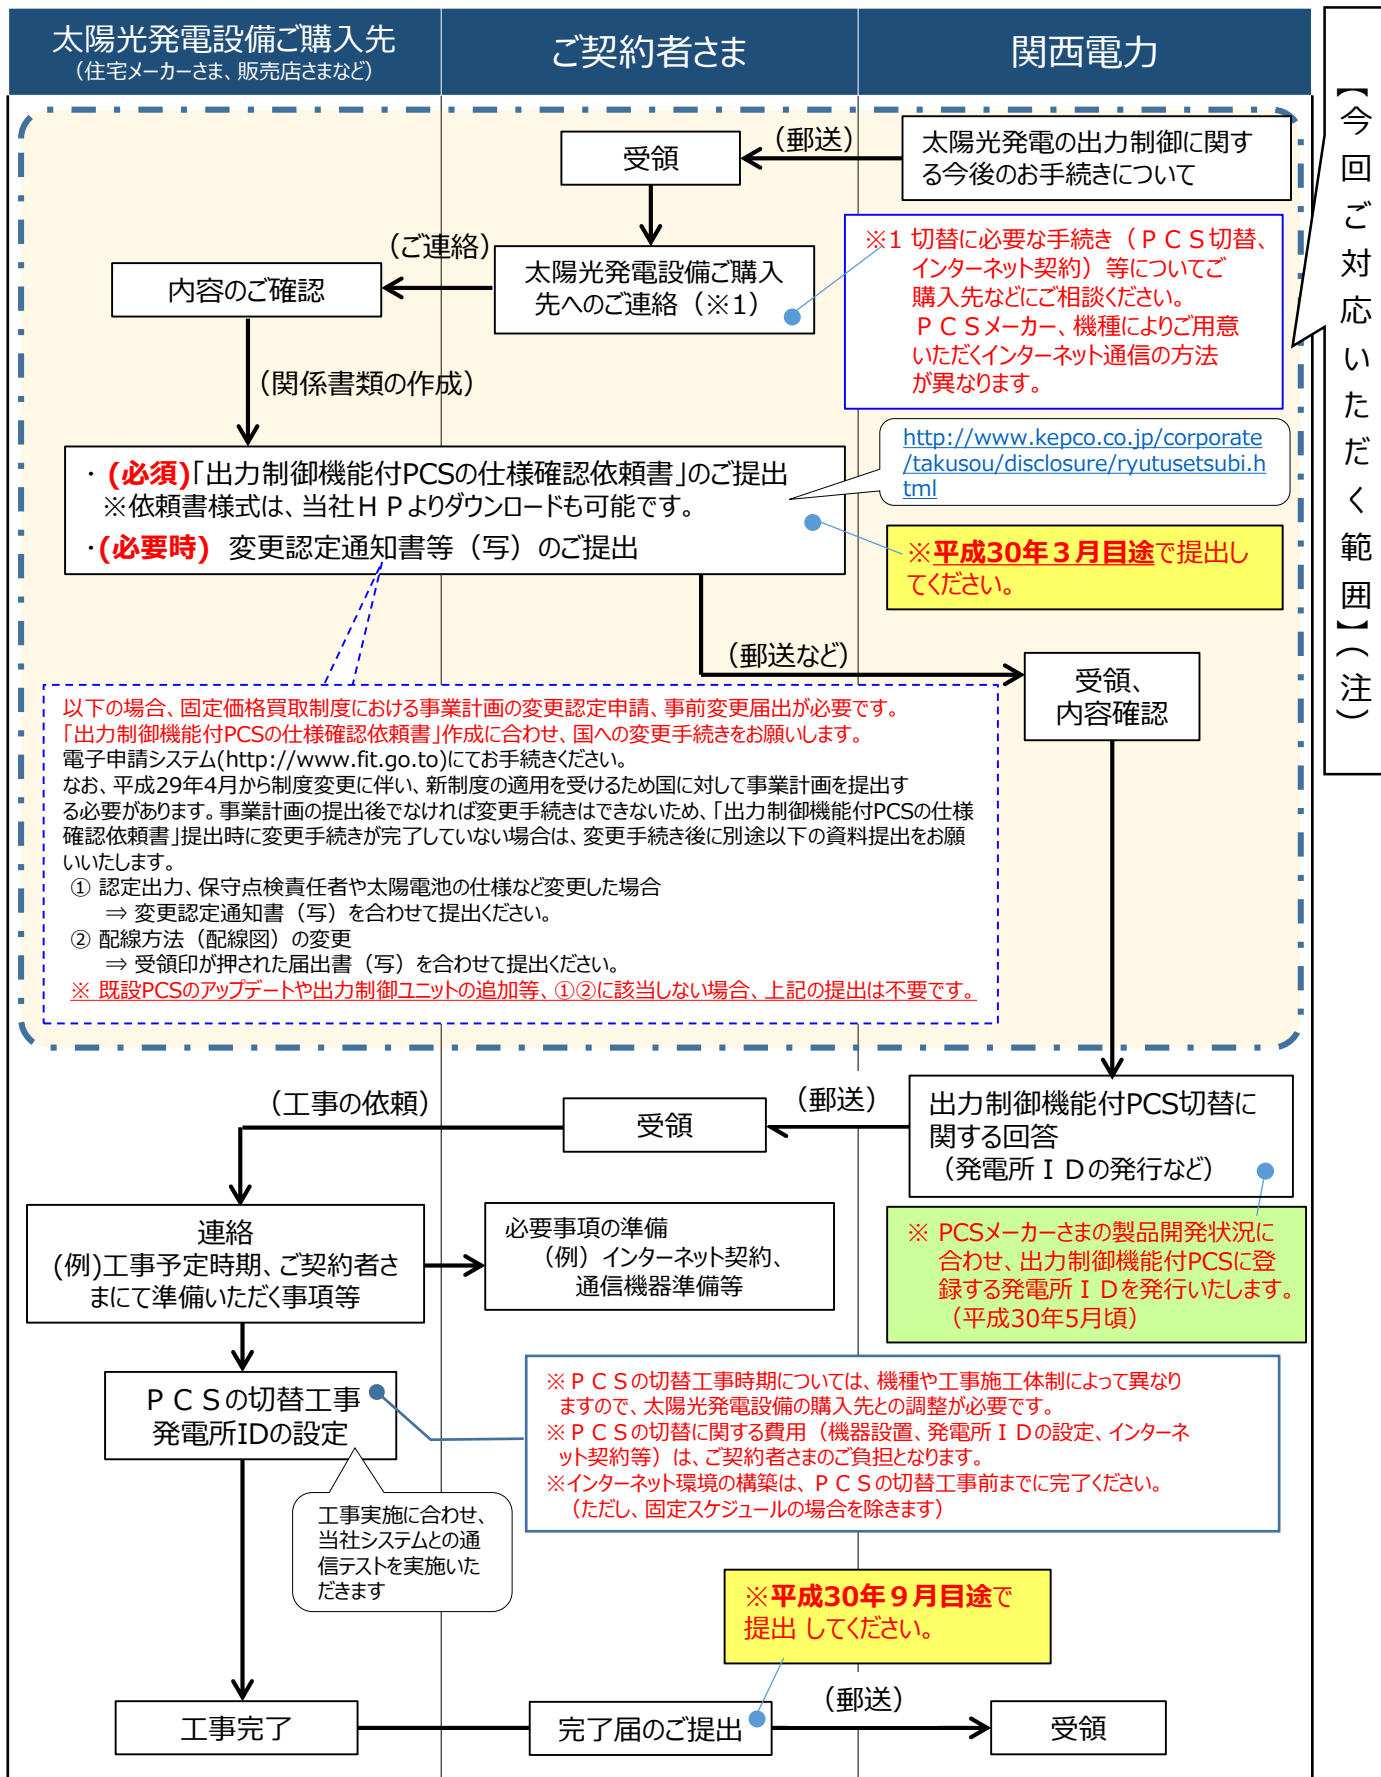 太陽光発電設備ご購入先
（住宅メーカーさま、販売店さまなど）
ご契約者さま
関西電力
【今回ご対応いただく範囲】（注）
太陽光発電の出力制御に関す
る今後のお手続きについて
（郵送）
受領
※1 切替に必要な手続き（ＰＣＳ切替、
インターネット契約）等についてご
購入先などにご相談ください。
ＰＣＳメーカー、機種によりご用意
いただくインターネット通信の方法
が異なります。
太陽光発電設備ご購入
先へのご連絡（※1）
（ご連絡）
内容のご確認
（関係書類の作成）
http://www.kepco.co.jp/corporate
/takusou/disclosure/ryutusetsubi.h
tml
・(必須)「出力制御機能付PCSの仕様確認依頼書」のご提出
※依頼書様式は、当社ＨＰよりダウンロードも可能です。
・(必要時) 変更認定通知書等（写）のご提出
※平成30年３月目途で提出し
てください。
（郵送など）
受領、
内容確認
以下の場合、固定価格買取制度における事業計画の変更認定申請、事前変更届出が必要です。
「出力制御機能付PCSの仕様確認依頼書」作成に合わせ、国への変更手続きをお願いします。
電子申請システム(http://www.fit.go.to)にてお手続きください。
なお、平成29年4月から制度変更に伴い、新制度の適用を受けるため国に対して事業計画を提出す
る必要があります。事業計画の提出後でなければ変更手続きはできないため、「出力制御機能付PCSの仕様
確認依頼書」提出時に変更手続きが完了していない場合は、変更手続き後に別途以下の資料提出をお願
いいたします。
① 認定出力、保守点検責任者や太陽電池の仕様など変更した場合
⇒ 変更認定通知書（写）を合わせて提出ください。
② 配線方法（配線図）の変更
⇒ 受領印が押された届出書（写）を合わせて提出ください。
※ 既設PCSのアップデートや出力制御ユニットの追加等、①②に該当しない場合、上記の提出は不要です。
出力制御機能付PCS切替に
関する回答
（発電所ＩＤの発行など）
（郵送）
受領
（工事の依頼）
※ PCSメーカーさまの製品開発状況に
合わせ、出力制御機能付PCSに登
録する発電所ＩＤを発行いたします。
（平成30年5月頃）
連絡
(例)工事予定時期、ご契約者さ
まにて準備いただく事項等
必要事項の準備
（例）インターネット契約、
通信機器準備等
ＰＣＳの切替工事
発電所IDの設定
※ＰＣＳの切替工事時期については、機種や工事施工体制によって異なり
ますので、太陽光発電設備の購入先との調整が必要です。
※ＰＣＳの切替に関する費用（機器設置、発電所ＩＤの設定、インターネ
ット契約等）は、ご契約者さまのご負担となります。
※インターネット環境の構築は、ＰＣＳの切替工事前までに完了ください。
（ただし、固定スケジュールの場合を除きます）
工事実施に合わせ、
当社システムとの通
信テストを実施いた
だきます
※平成30年９月目途で
提出 してください。
工事完了
完了届のご提出
（郵送）
受領